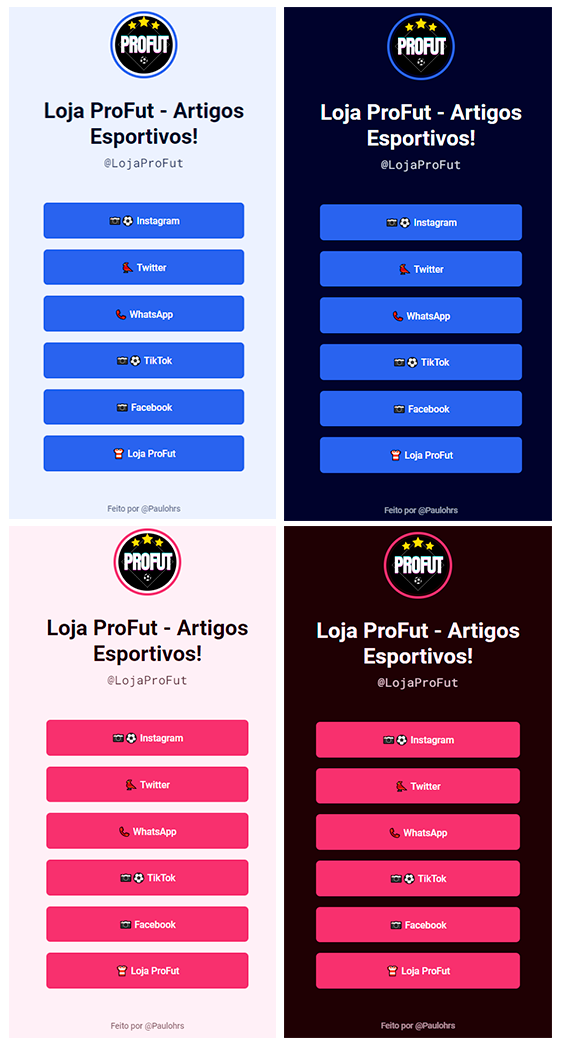 PROFUT
Loja ProFut - Artigos
Esportivos!
@LojaProFut
Instagram
Twitter
WhatsApp
TikTok
Facebook
Loja ProFut
Feito por @Paulohrs
PROFUT
Loja ProFut - Artigos
Esportivos!
@LojaProFut
Instagram
Twitter
WhatsApp
TikTok
Facebook
Loja ProFut
Feito por @Paulohrs
PROFUT
Loja ProFut - Artigos
Esportivos!
@LojaProFut
Instagram
Twitter
WhatsApp
TikTok
Facebook
Loja ProFut
Feito por @Paulohrs
PROFUT
Loja ProFut - Artigos
Esportivos!
@LojaProFut
Instagram
Twitter
WhatsApp
TikTok
Facebook
Loja ProFut
Feito por @Paulohrs